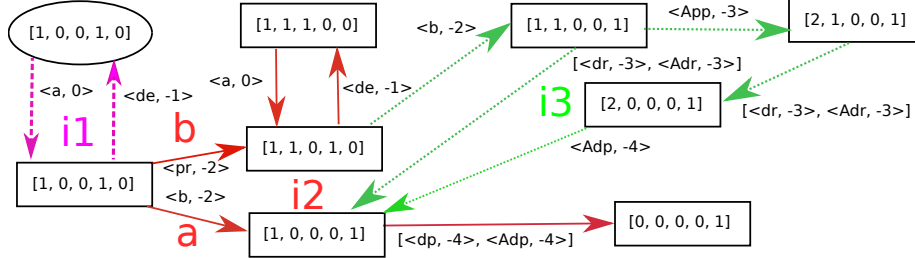 [1, 0, 0, 1, 0]
[1, 1, 1, 0, 0]
<b, -2>
[1, 1, 0, 0, 1]
<App, -3>
[2, 1, 0, 0, 1]
<a, 0>
<de, -1>
<a, 0>
<de, -1>
[<dr, -3>, <Adr, -3>]
[2, 0, 0, 0, 1]
[<dr, -3>, <Adr, -3>]
i1
b
i3
[1, 0, 0, 1, 0]
<pr, -2>
[1, 1, 0, 1, 0]
<Adp, -4>
<b, -2>
i2
a
[1, 0, 0, 0, 1]
[<dp, -4>, <Adp, -4>]
[0, 0, 0, 0, 1]